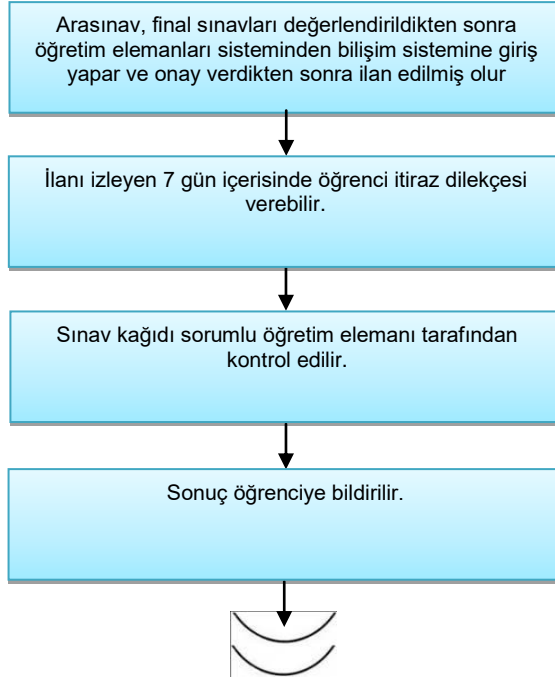 Arasınav, final sınavları değerlendirildikten sonra
öğretim elemanları sisteminden bilişim sistemine giriş
yapar ve onay verdikten sonra ilan edilmiş olur
İlanı izleyen 7 gün içerisinde öğrenci itiraz dilekçesi
verebilir.
Sınav kağıdı sorumlu öğretim elemanı tarafından
kontrol edilir.
Sonuç öğrenciye bildirilir.